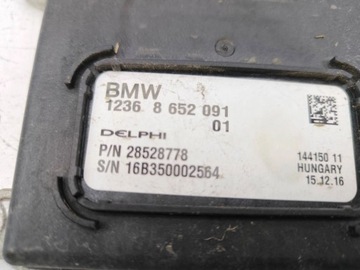 BMW
1236 8 652 091
01
DELPHI
P/N 28528778
S/N 16B350002564
144150 11
HUNGARY
15.12.16